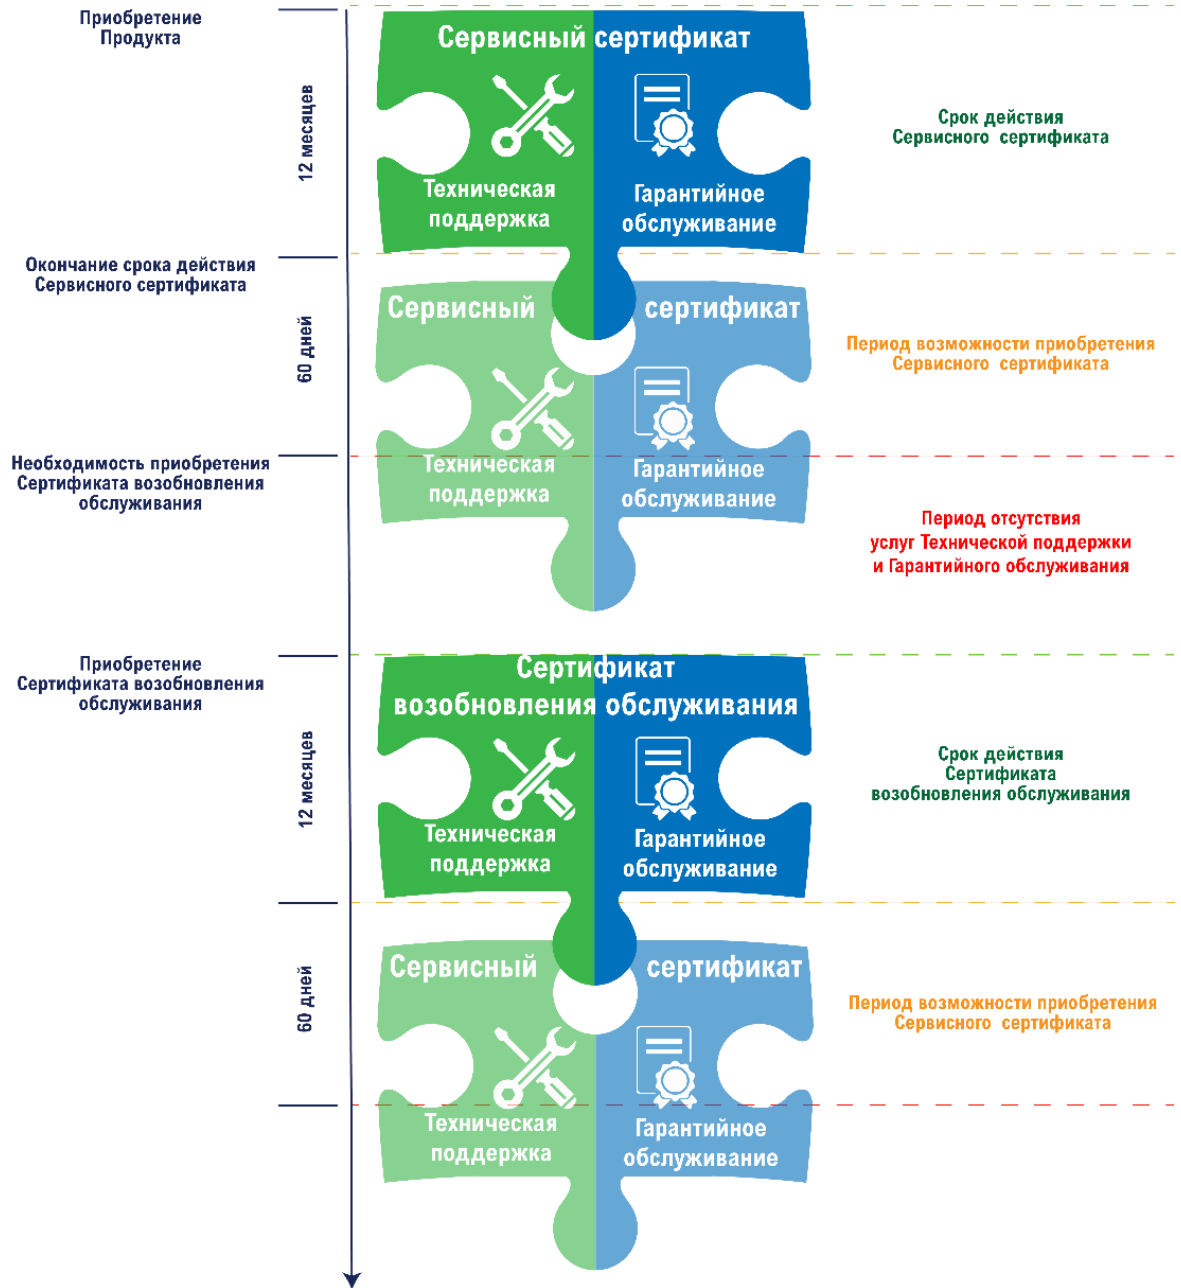 Приобретение
Продукта
12 месяцев
Сервисный сертификат
Техническая
поддержка
Гарантийное
обслуживание
Срок действия
Сервисного сертификата
Окончание срока действия
Сервисного сертификата
60 дней
Сервисный сертификат
Техническая
поддержка
Гарантийное
обслуживание
Период возможности приобретения
Сервисного сертификата
Необходимость приобретения
Сертификата возобновления
обслуживания
Период отсутствия
услуг Технической поддержки
и Гарантийного обслуживания
Приобретение
Сертификата возобновления
обслуживания
12 месяцев
Сертификат
возобновления обслуживания
Техническая
поддержка
Гарантийное
обслуживание
Срок действия
Сертификата
возобновления обслуживания
60 дней
Сервисный сертификат
Техническая
поддержка
Гарантийное
обслуживание
Период возможности приобретения
Сервисного сертификата